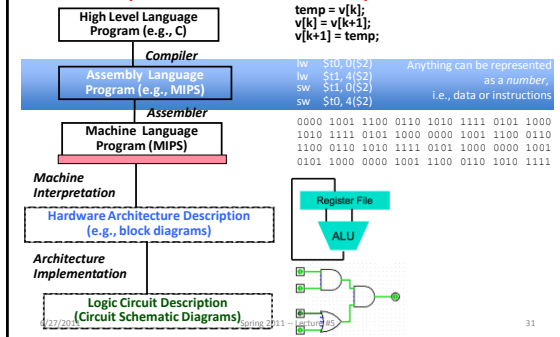 High Level Language
Program (e.g., C)
Compiler
Assembly Language
Program (e.g., MIPS)
Assembler
Machine Language
Program (MIPS)
Machine
Interpretation
Hardware Architecture Description
(e.g., block diagrams)
Architecture
Implementation
Logic Circuit Description
(Circuit Schematic Diagrams)
temp = v[k];
v[k] = v[k+1];
v[k+1] = temp;
lw $t0, 0($2)
lw $t1, 4($2)
sw $t1, 0($2)
sw $t0, 4($2)
Anything can be represented
as a number,
i.e., data or instructions
0000 1001 1100 0110 1010 1111 0101 1000
1010 1111 0101 1000 0000 1001 1100 0110
1100 0110 1010 1111 0101 1000 0000 1001
0101 1000 0000 1001 1100 0110 1010 1111
Register File
ALU
6/27/2011
Spring 2011 -- Lecture #5
31